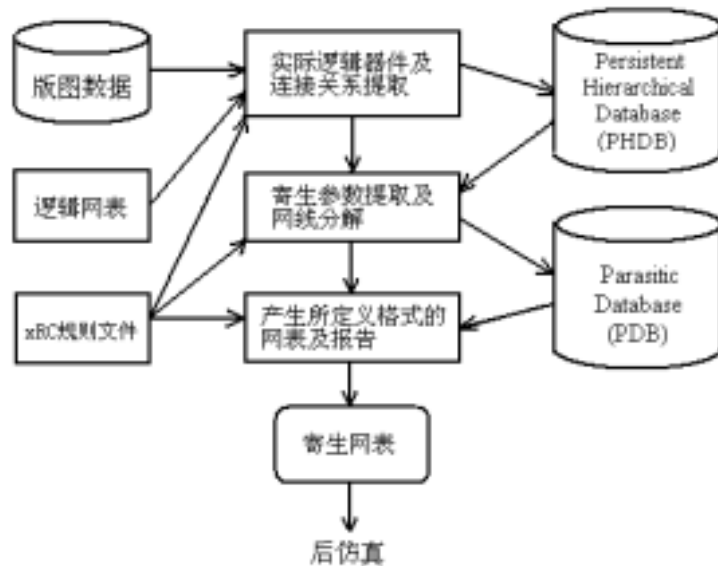 版图数据
实际逻辑器件及
连接关系提取
Persistent
Hierarchical
Database
(PHDB)
逻辑网表
寄生参数提取及
网线分解
xRC规则文件
产生所定义格式的
网表及报告
Parasitic
Database
(PDB)
寄生网表
后仿真